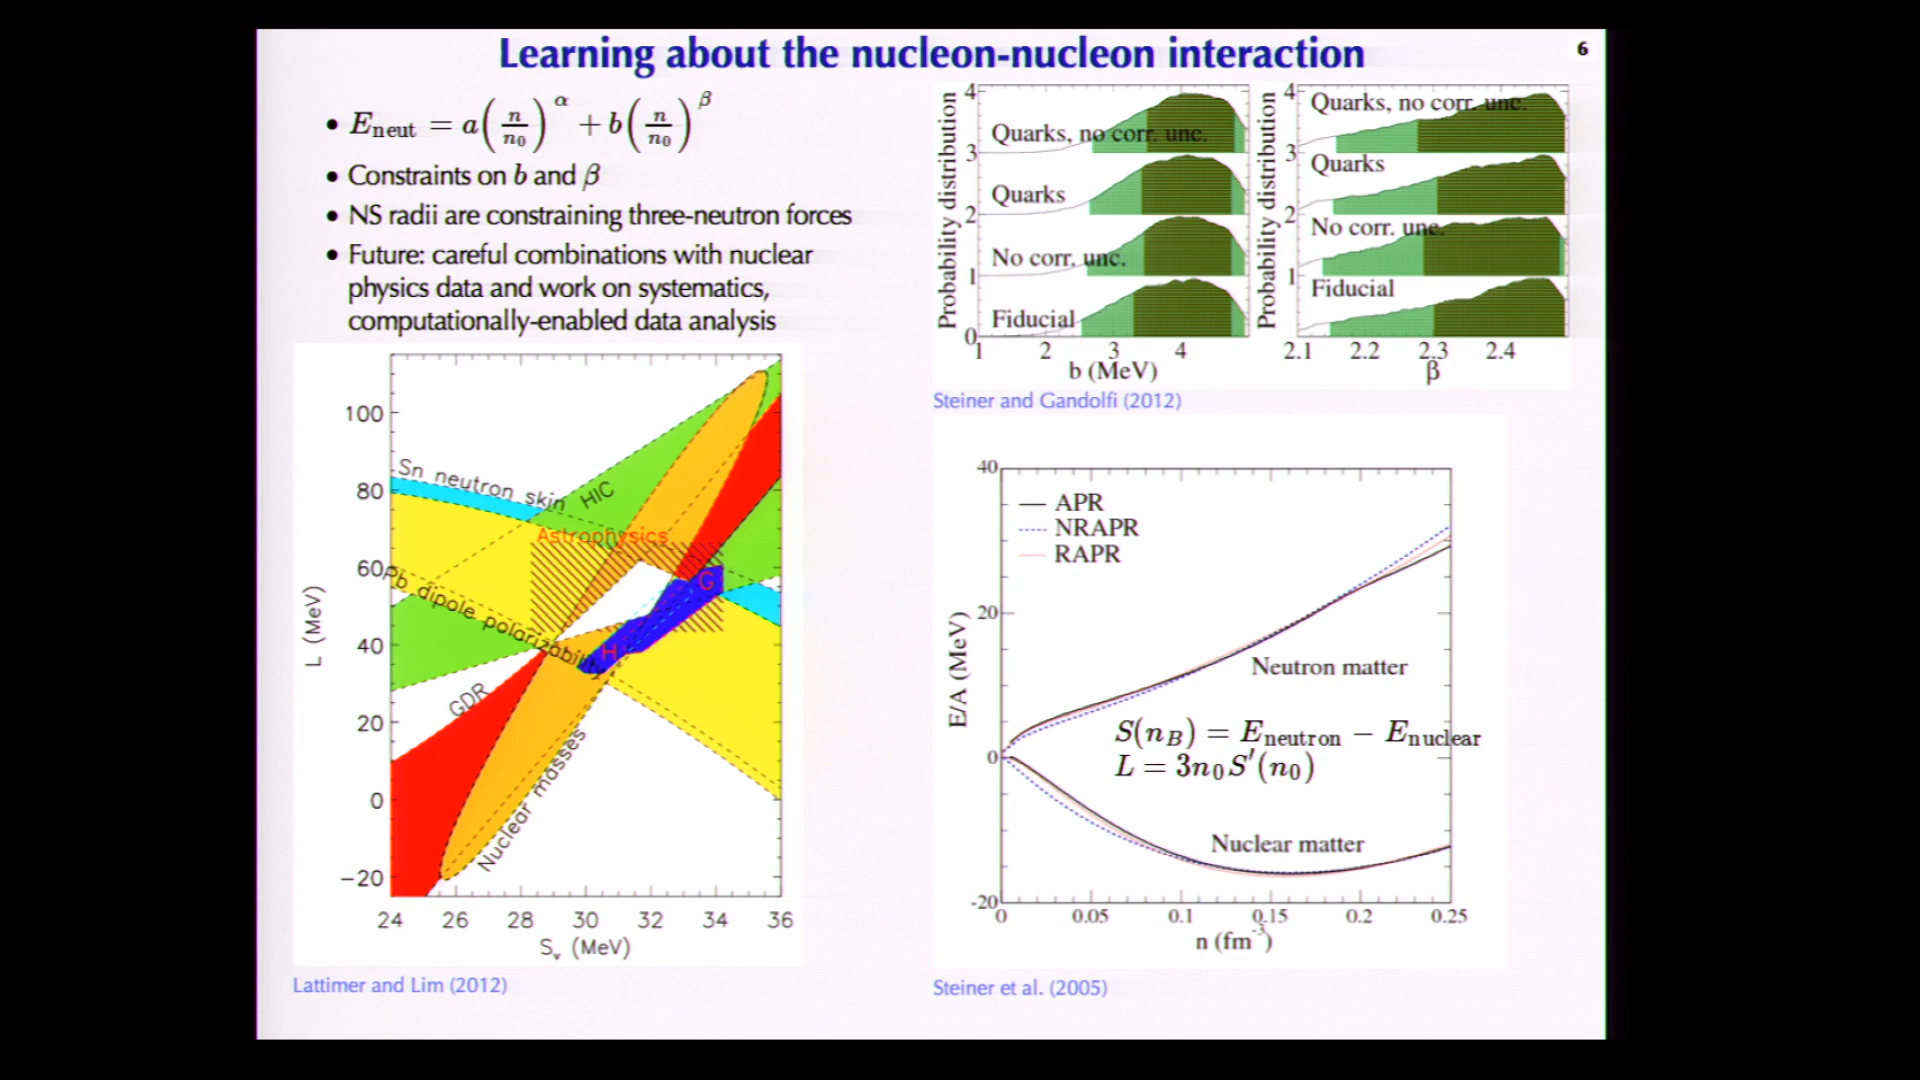 Learning about the nucleon-nucleon interaction
6
• E_neut = a(n/n_0)^α + b(n/n_0)^β
• Constraints on b and β
• NS radii are constraining three-neutron forces
• Future: careful combinations with nuclear
physics data and work on systematics,
computationally-enabled data analysis
Probability distribution
4
3
2
1
0
Quarks, no corr. unc.
Quarks
No corr. unc.
Fiducial
1 2 3 4
b (MeV)
Probability distribution
4
3
2
1
Quarks, no corr. unc.
Quarks
No corr. unc.
Fiducial
2.1 2.2 2.3 2.4
β
Steiner and Gandolfi (2012)
L (MeV)
100
80
60
40
20
0
−20
Sn neutron skin
HIC
Astrophysics
Pb dipole polarizability
G
H
GDR
Nuclear masses
24 26 28 30 32 34 36
S_v (MeV)
Lattimer and Lim (2012)
E/A (MeV)
40
20
0
-20
APR
NRAPR
RAPR
Neutron matter
S(n_B) = E_neutron − E_nuclear
L = 3n_0 S′(n_0)
Nuclear matter
0 0.05 0.1 0.15 0.2 0.25
n (fm^-3)
Steiner et al. (2005)